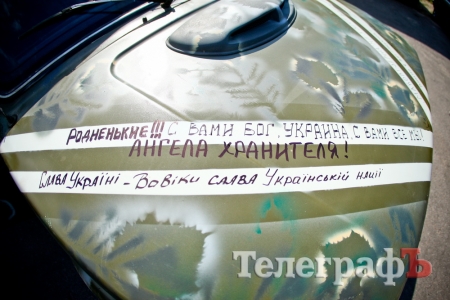 РОДНЕНЬКИЕ!!! С ВАМИ БОГ, УКРАИНА, С ВАМИ ВСЕ МЫ!
АНГЕЛА ХРАНИТЕЛЯ!
Слава Україні - Вовіки слава Українській нації
ТелеграфЪ